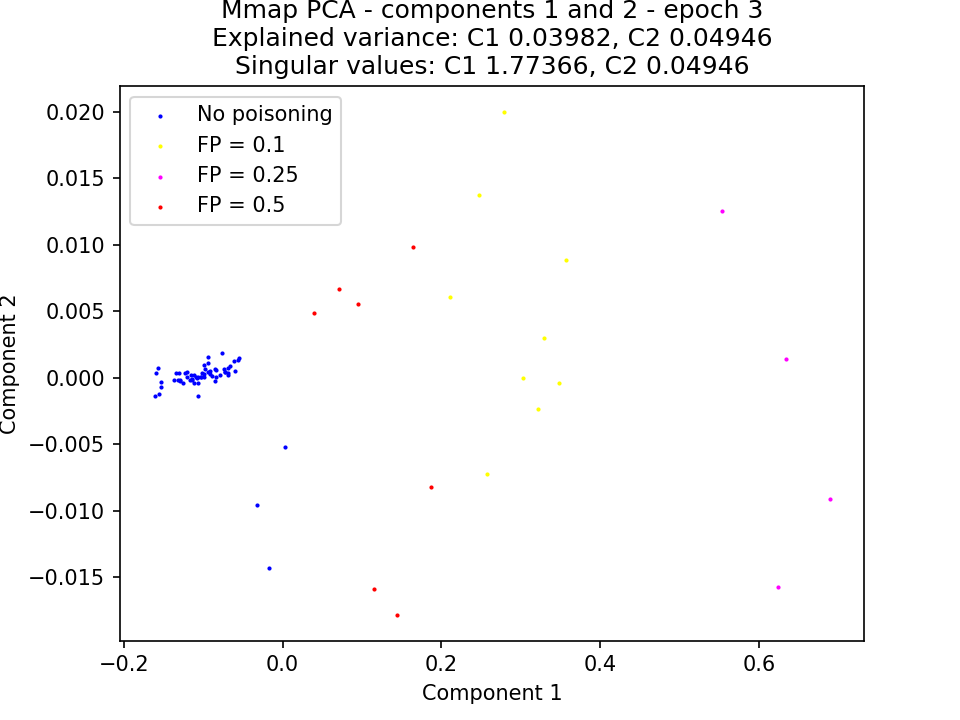 Mmap PCA - components 1 and 2 - epoch 3
Explained variance: C1 0.03982, C2 0.04946
Singular values: C1 1.77366, C2 0.04946
No poisoning
FP = 0.1
FP = 0.25
FP = 0.5
0.020
0.015
0.010
0.005
0.000
−0.005
−0.010
−0.015
Component 2
−0.2
0.0
0.2
0.4
0.6
Component 1